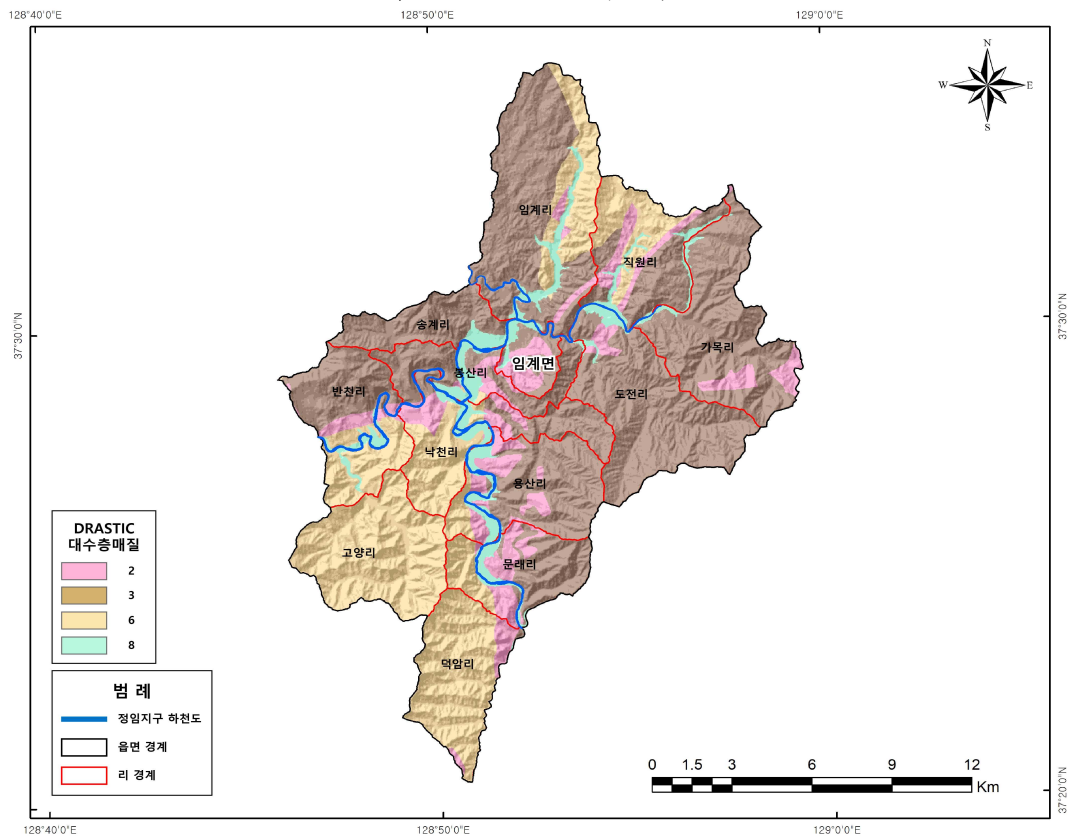 128°40'0"E 128°50'0"E 129°0'0"E
N
W E
S
37°30'0"N
37°30'0"N
임계리
직원리
송계리
가목리
임계면
봉산리
반천리
도전리
낙천리
용산리
고양리
문래리
덕암리
DRASTIC
대수층매질
2
3
6
8
범 례
정임지구 하천도
읍면 경계
리 경계
0 1.5 3 6 9 12
Km
37°20'0"N
128°40'0"E 128°50'0"E 129°0'0"E